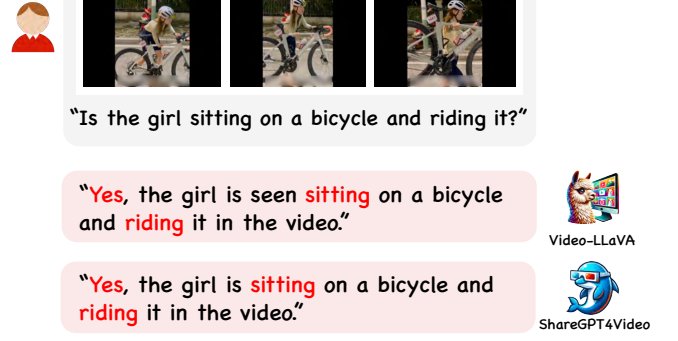 “Is the girl sitting on a bicycle and riding it?”
“Yes, the girl is seen sitting on a bicycle
and riding it in the video.”
Video-LLaVA
“Yes, the girl is sitting on a bicycle and
riding it in the video.”
ShareGPT4Video